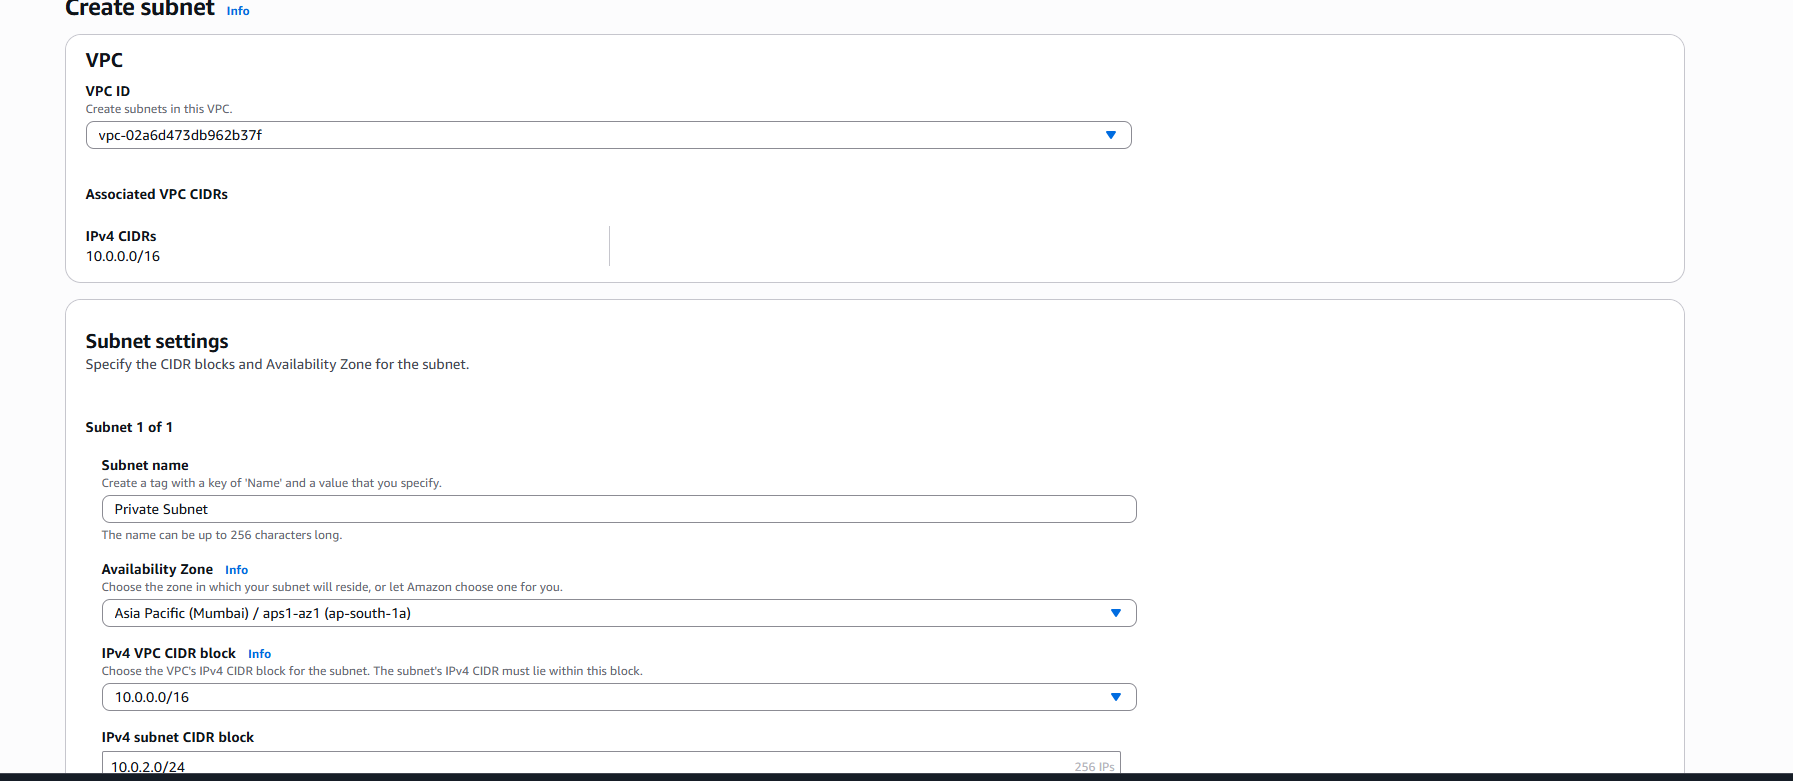 Create subnet Info
VPC
VPC ID
Create subnets in this VPC.
vpc-02a6d473db962b37f
Associated VPC CIDRs
IPv4 CIDRs
10.0.0.0/16
Subnet settings
Specify the CIDR blocks and Availability Zone for the subnet.
Subnet 1 of 1
Subnet name
Create a tag with a key of 'Name' and a value that you specify.
Private Subnet
The name can be up to 256 characters long.
Availability Zone Info
Choose the zone in which your subnet will reside, or let Amazon choose one for you.
Asia Pacific (Mumbai) / aps1-az1 (ap-south-1a)
IPv4 VPC CIDR block Info
Choose the VPC's IPv4 CIDR block for the subnet. The subnet's IPv4 CIDR must lie within this block.
10.0.0.0/16
IPv4 subnet CIDR block
10.0.2.0/24 256 IPs